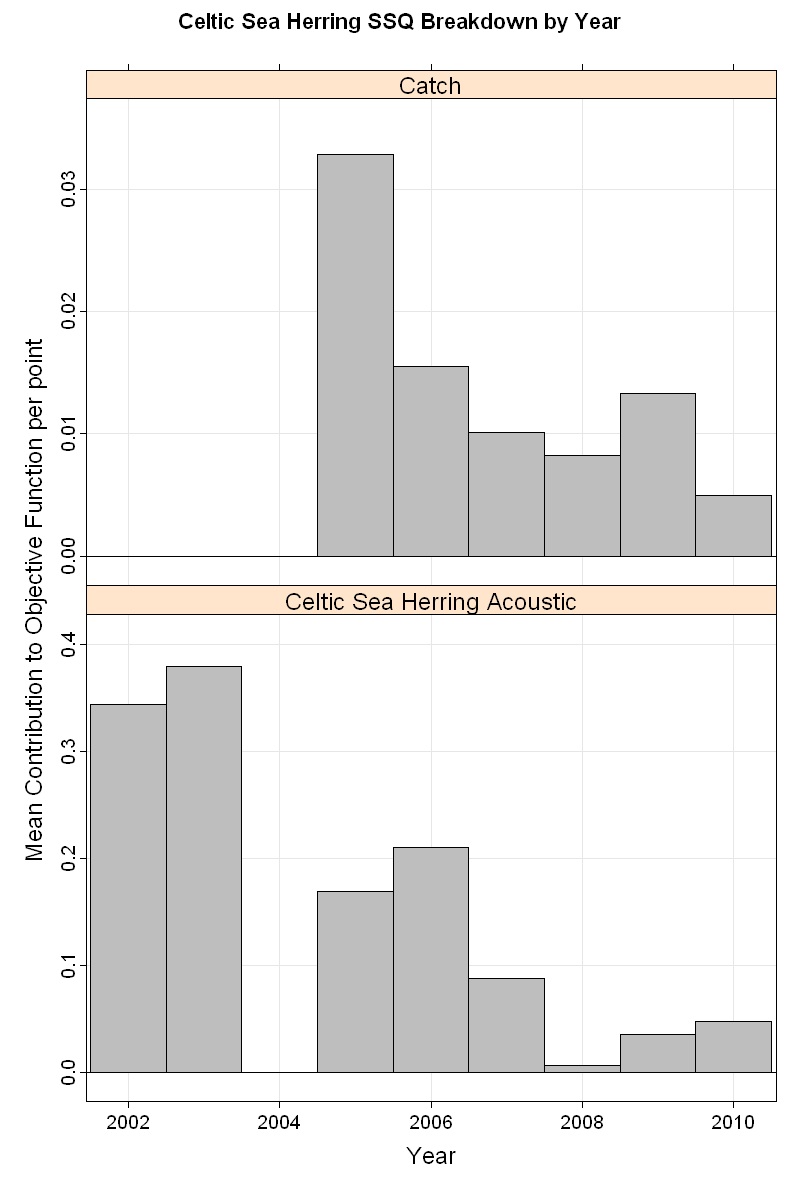 Celtic Sea Herring SSQ Breakdown by Year
Catch
0.03
0.02
0.01
0.00
Mean Contribution to Objective Function per point
Celtic Sea Herring Acoustic
0.4
0.3
0.2
0.1
0.0
2002 2004 2006 2008 2010
Year